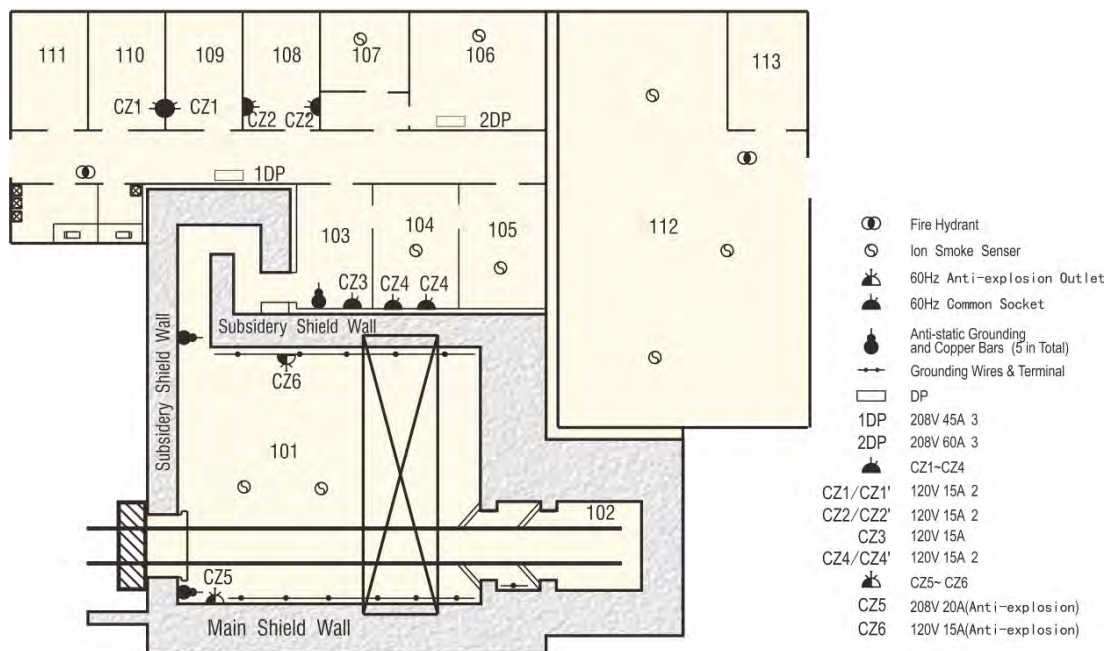 111
110
109
108
107
106
113
CZ1
CZ1
CZ2
CZ2
2DP
1DP
112
103
104
105
CZ3
CZ4
CZ4
Subsidery Shield Wall
Subsidery Shield Wall
CZ6
101
102
CZ5
Main Shield Wall
Fire Hydrant
Ion Smoke Senser
60Hz Anti-explosion Outlet
60Hz Common Socket
Anti-static Grounding
and Copper Bars (5 in Total)
Grounding Wires & Terminal
DP
1DP 208V 45A 3
2DP 208V 60A 3
CZ1~CZ4
CZ1/CZ1' 120V 15A 2
CZ2/CZ2' 120V 15A 2
CZ3 120V 15A
CZ4/CZ4' 120V 15A 2
CZ5~ CZ6
CZ5 208V 20A(Anti-explosion)
CZ6 120V 15A(Anti-explosion)